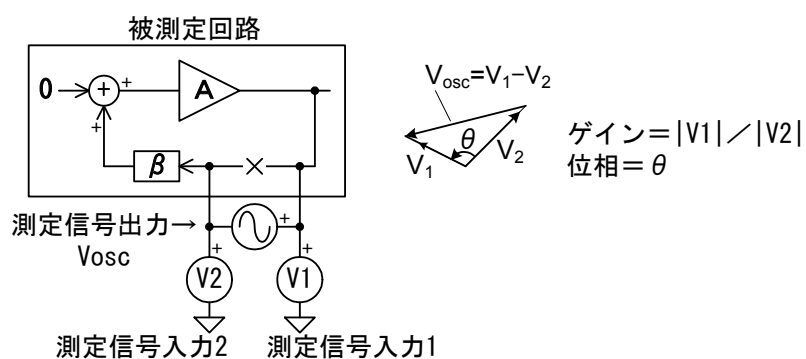 被測定回路
0
+
+
A
+
β
×
測定信号出力→
Vosc
+
+
+
V2
V1
測定信号入力2
測定信号入力1
Vosc=V1−V2
θ
V1
V2
ゲイン=|V1|／|V2|
位相=θ